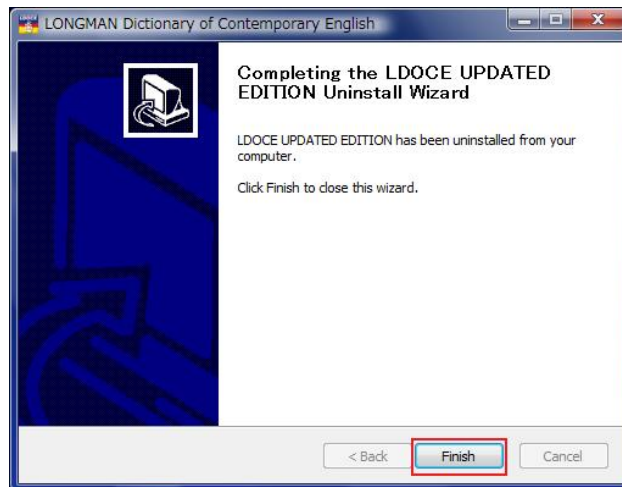 LONGMAN Dictionary of Contemporary English
Completing the LDOCE UPDATED
EDITION Uninstall Wizard
LDOCE UPDATED EDITION has been uninstalled from your
computer.
Click Finish to close this wizard.
< Back Finish Cancel